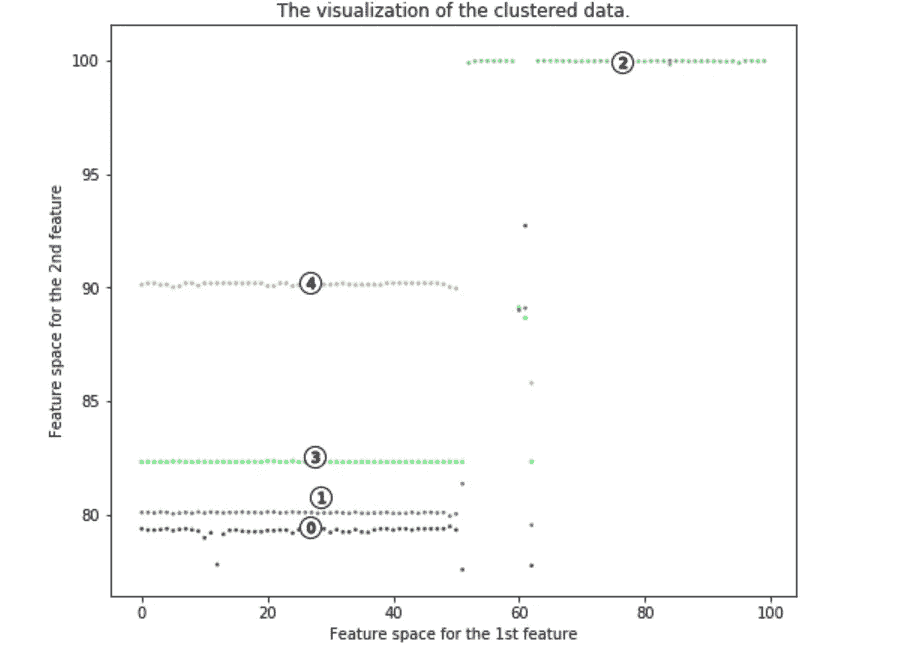 The visualization of the clustered data.
100
95
90
85
80
Feature space for the 2nd feature
2
4
3
1
0
0 20 40 60 80 100
Feature space for the 1st feature